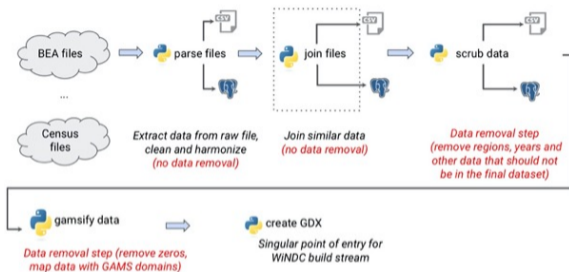 BEA files
parse files
join files
scrub data
CSV
CSV
CSV
...
Census
files
Extract data from raw file,
clean and harmonize
(no data removal)
Join similar data
(no data removal)
Data removal step
(remove regions, years and
other data that should not
be in the final dataset)
gamsify data
create GDX
Data removal step (remove zeros,
map data with GAMS domains)
Singular point of entry for
WiNDC build stream